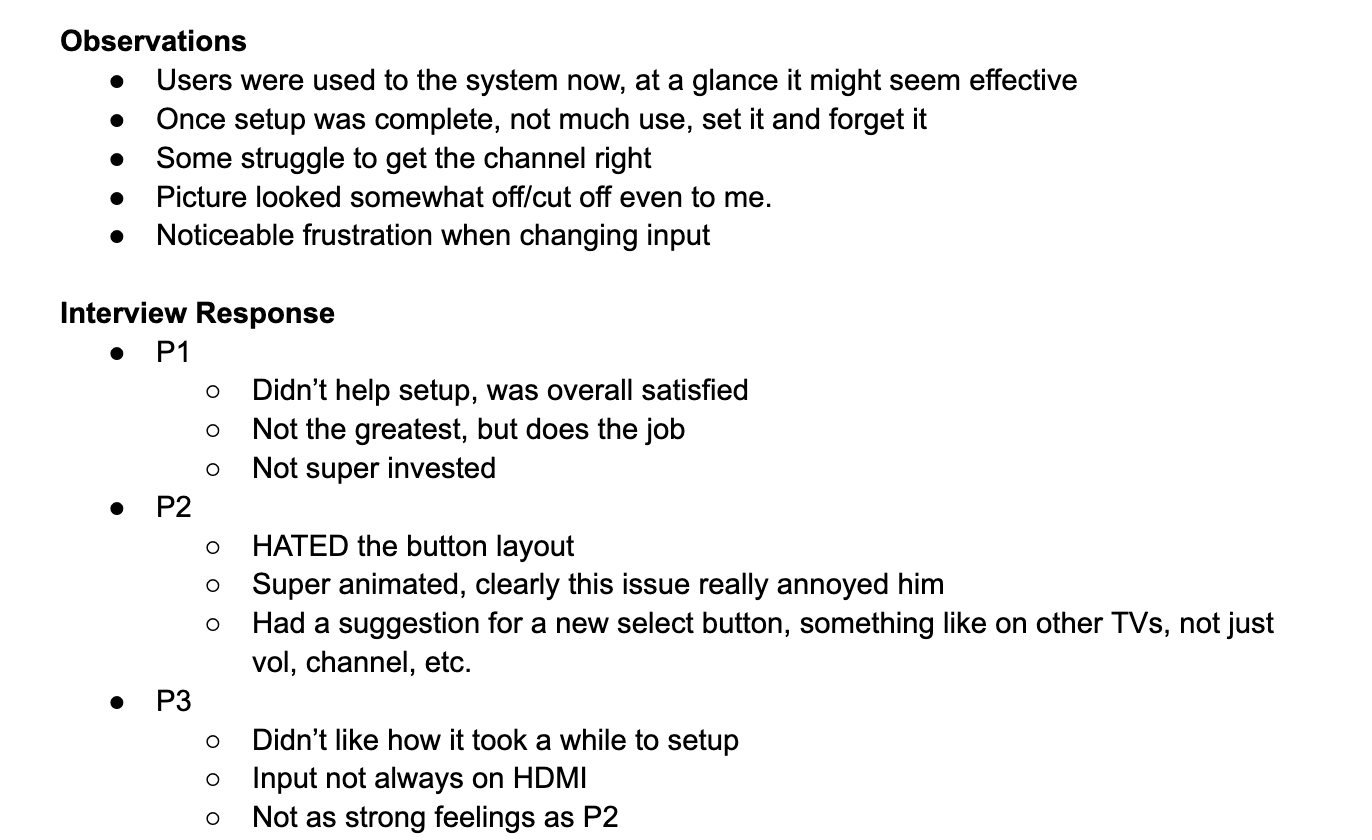 Observations
● Users were used to the system now, at a glance it might seem effective
● Once setup was complete, not much use, set it and forget it
● Some struggle to get the channel right
● Picture looked somewhat off/cut off even to me.
● Noticeable frustration when changing input
Interview Response
● P1
○ Didn’t help setup, was overall satisfied
○ Not the greatest, but does the job
○ Not super invested
● P2
○ HATED the button layout
○ Super animated, clearly this issue really annoyed him
○ Had a suggestion for a new select button, something like on other TVs, not just
vol, channel, etc.
● P3
○ Didn’t like how it took a while to setup
○ Input not always on HDMI
○ Not as strong feelings as P2